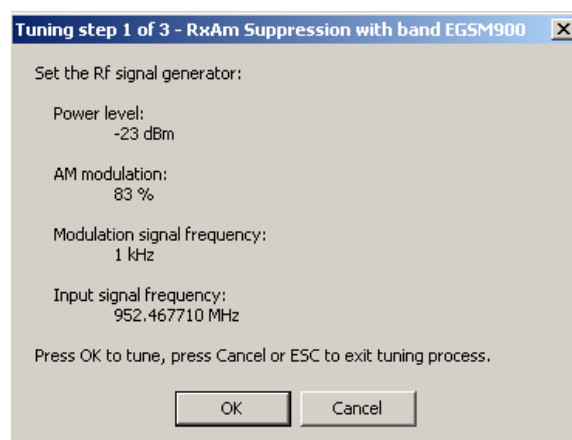 Tuning step 1 of 3 - RxAm Suppression with band EGSM900
Set the Rf signal generator:
Power level:
-23 dBm
AM modulation:
83 %
Modulation signal frequency:
1 kHz
Input signal frequency:
952.467710 MHz
Press OK to tune, press Cancel or ESC to exit tuning process.
OK
Cancel